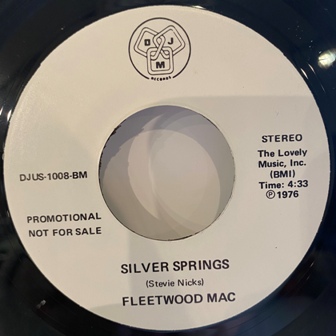 DJM
RECORDS
DJUS-1008-BM
PROMOTIONAL
NOT FOR SALE
STEREO
The Lovely
Music, Inc.
(BMI)
Time: 4:33
Ⓟ 1976
SILVER SPRINGS
(Stevie Nicks)
FLEETWOOD MAC